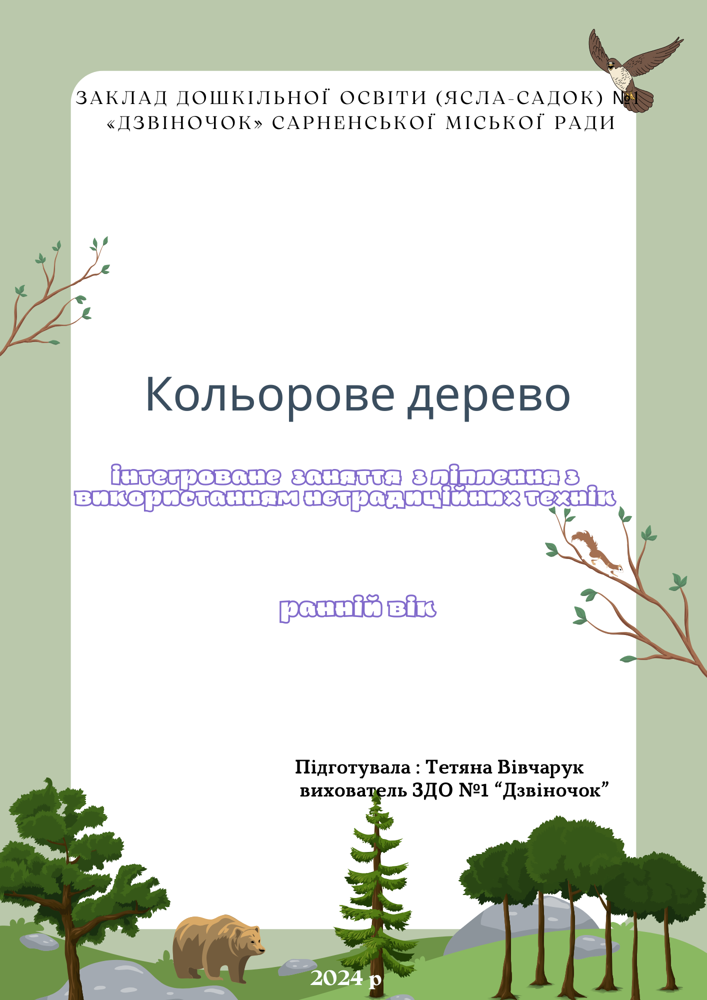 ЗАКЛАД ДОШКІЛЬНОЇ ОСВІТИ (ЯСЛА-САДОК) №1
«ДЗВІНОЧОК» САРНЕНСЬКОЇ МІСЬКОЇ РАДИ
Кольорове дерево
інтегроване заняття з ліплення з
використанням нетрадиційних технік
ранній вік
Підготувала : Тетяна Вівчарук
вихователь ЗДО №1 “Дзвіночок”
2024 р